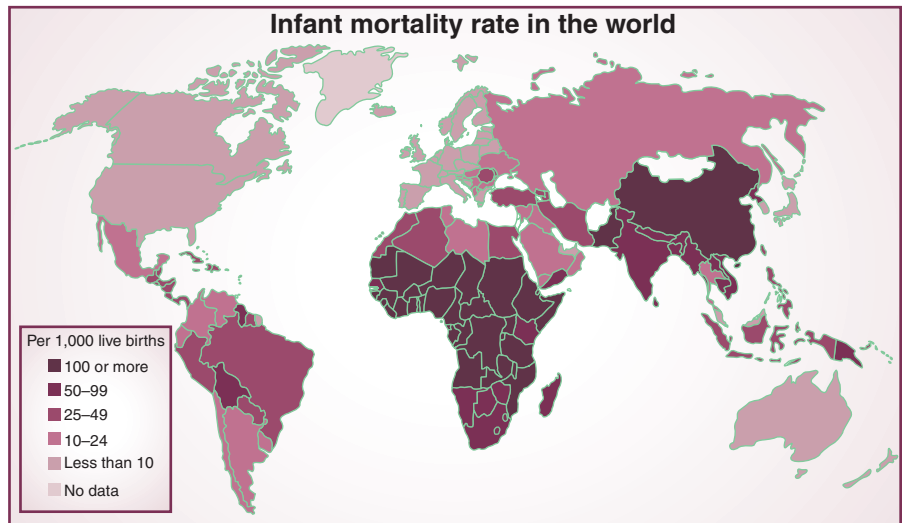 Infant mortality rate in the world
Per 1,000 live births
100 or more
50–99
25–49
10–24
Less than 10
No data